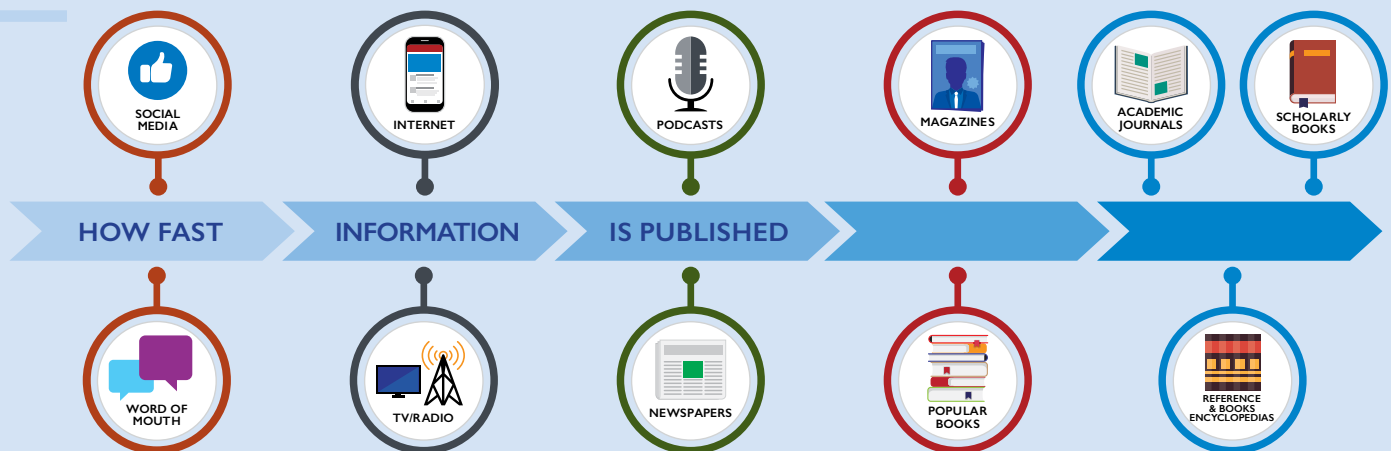 SOCIAL
MEDIA
INTERNET
PODCASTS
MAGAZINES
ACADEMIC
JOURNALS
SCHOLARLY
BOOKS
HOW FAST
INFORMATION
IS PUBLISHED
WORD OF
MOUTH
TV/RADIO
NEWSPAPERS
POPULAR
BOOKS
REFERENCE
& BOOKS
ENCYCLOPEDIAS